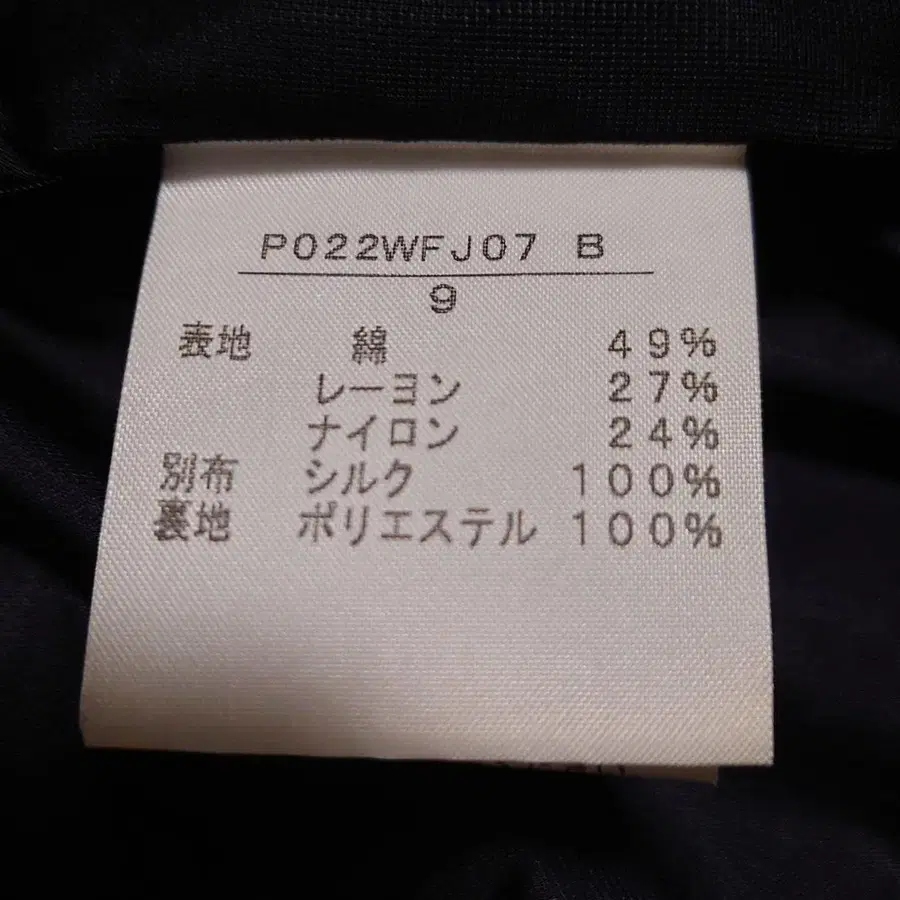 P022WFJ07 B
9
表地 綿 49%
レーヨン 27%
ナイロン 24%
別布 シルク 100%
裏地 ポリエステル 100%